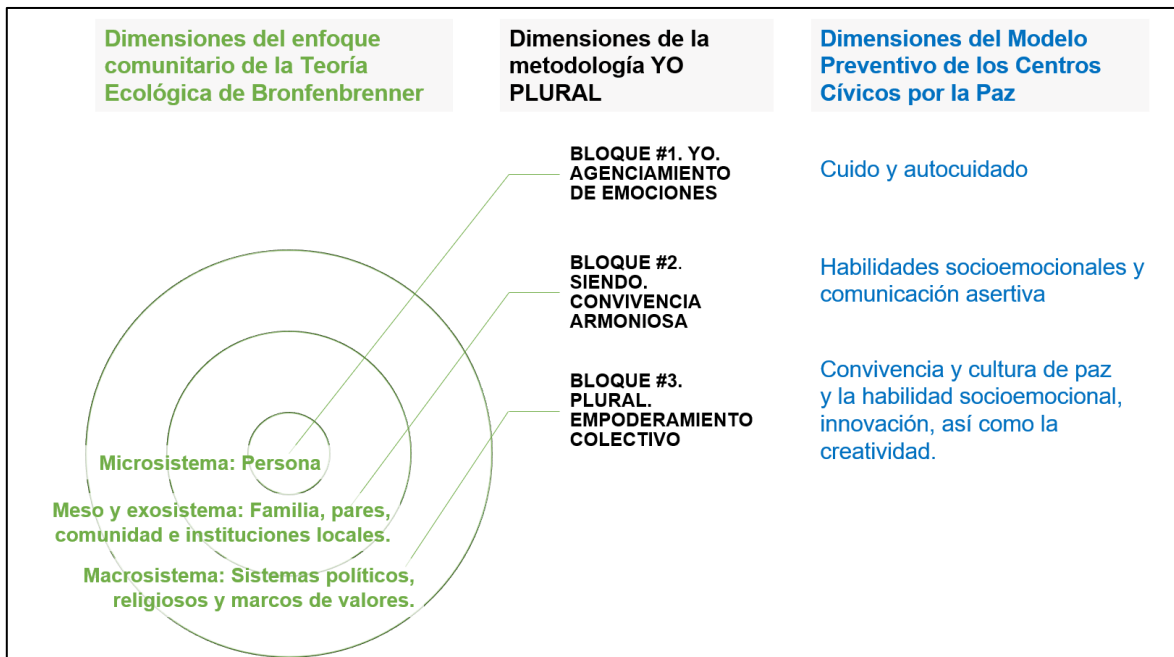 Dimensiones del enfoque
comunitario de la Teoría
Ecológica de Bronfenbrenner
Dimensiones de la
metodología YO
PLURAL
Dimensiones del Modelo
Preventivo de los Centros
Cívicos por la Paz
BLOQUE #1. YO.
AGENCIAMIENTO
DE EMOCIONES
Cuido y autocuidado
BLOQUE #2.
SIENDO.
CONVIVENCIA
ARMONIOSA
Habilidades socioemocionales y
comunicación asertiva
BLOQUE #3.
PLURAL.
EMPODERAMIENTO
COLECTIVO
Convivencia y cultura de paz
y la habilidad socioemocional,
innovación, así como la
creatividad.
Microsistema: Persona
Meso y exosistema: Familia, pares,
comunidad e instituciones locales.
Macrosistema: Sistemas políticos,
religiosos y marcos de valores.